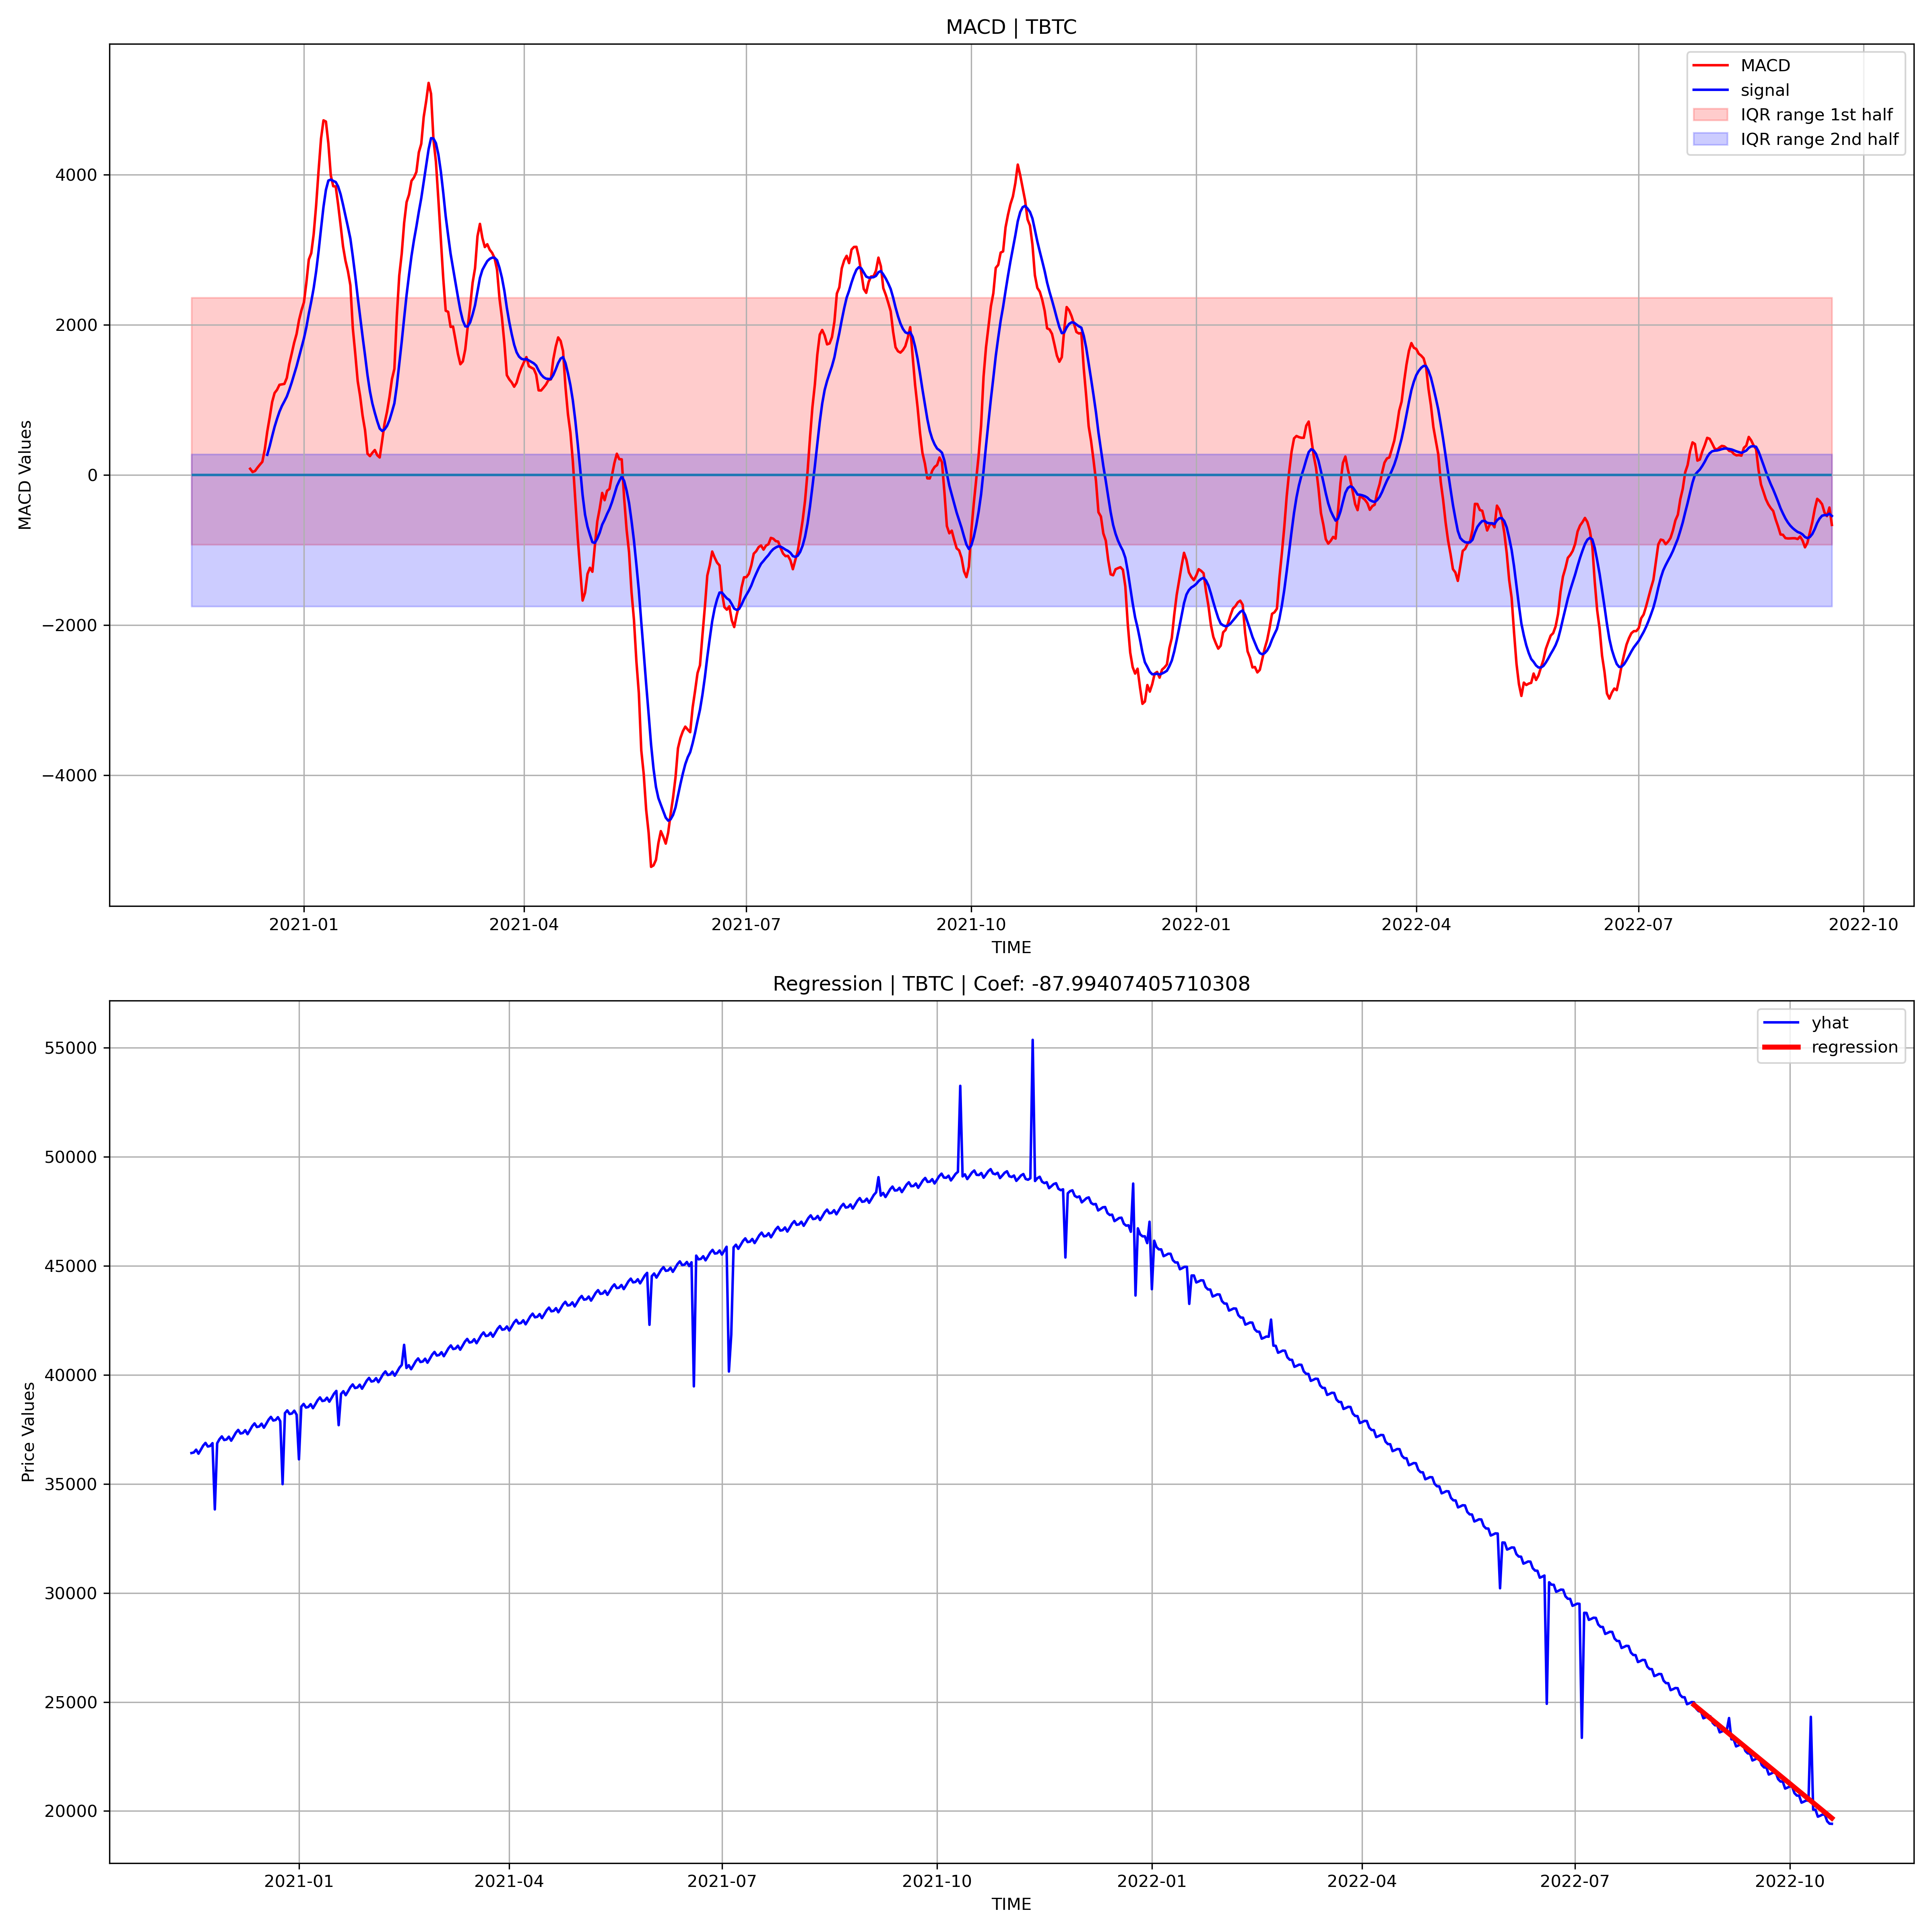 MACD | TBTC
MACD
signal
IQR range 1st half
IQR range 2nd half
MACD Values
4000
2000
0
−2000
−4000
2021-01
2021-04
2021-07
2021-10
2022-01
2022-04
2022-07
2022-10
TIME
Regression | TBTC | Coef: -87.99407405710308
yhat
regression
Price Values
55000
50000
45000
40000
35000
30000
25000
20000
2021-01
2021-04
2021-07
2021-10
2022-01
2022-04
2022-07
2022-10
TIME